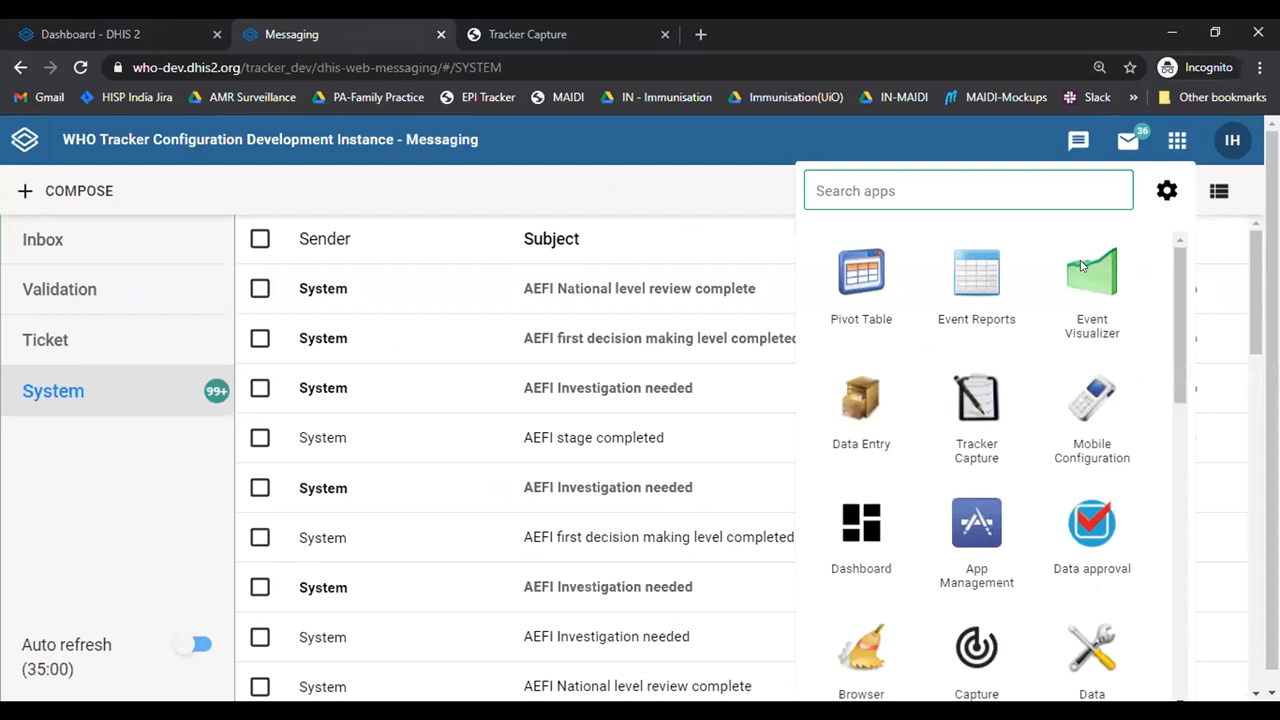 Dashboard - DHIS 2
Messaging
Tracker Capture
who-dev.dhis2.org/tracker_dev/dhis-web-messaging/#/SYSTEM
Incognito
Gmail
HISP India Jira
AMR Surveillance
PA-Family Practice
EPI Tracker
MAIDI
IN - Immunisation
Immunisation(UiO)
IN-MAIDI
MAIDI-Mockups
Slack
Other bookmarks
WHO Tracker Configuration Development Instance - Messaging
36
IH
COMPOSE
Search apps
Inbox
Validation
Ticket
System 99+
Auto refresh
(35:00)
Sender Subject
System AEFI National level review complete
System AEFI first decision making level completed
System AEFI Investigation needed
System AEFI stage completed
System AEFI Investigation needed
System AEFI first decision making level completed
System AEFI Investigation needed
System AEFI Investigation needed
System AEFI National level review complete
Pivot Table
Event Reports
Event
Visualizer
Data Entry
Tracker
Capture
Mobile
Configuration
Dashboard
App
Management
Data approval
Browser
Capture
Data